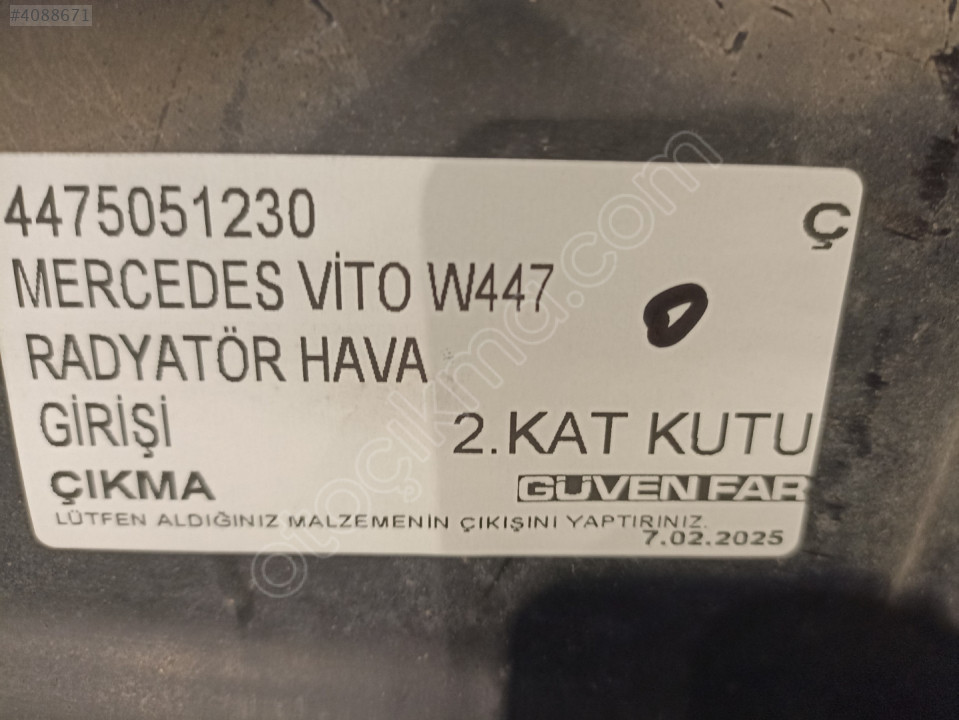 #4088671
4475051230
Ç
MERCEDES VİTO W447
RADYATÖR HAVA
GİRİŞİ
2.KAT KUTU
ÇIKMA
GÜVEN FAR
LÜTFEN ALDIĞINIZ MALZEMENİN ÇIKIŞINI YAPTIRINIZ.
7.02.2025
otoçıkma.com